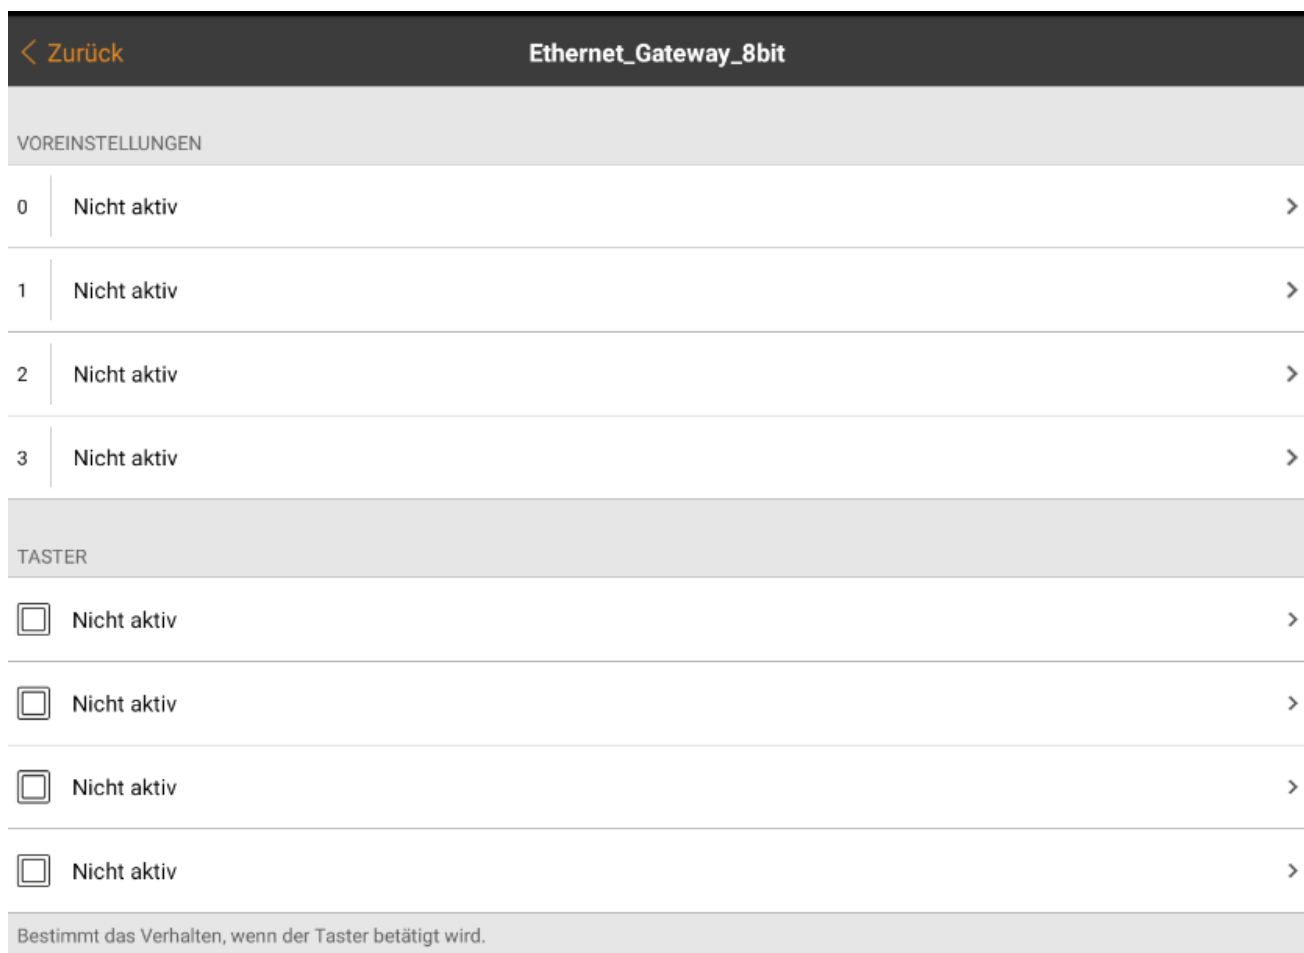 Zurück
Ethernet_Gateway_8bit
VOREINSTELLUNGEN
0 Nicht aktiv
1 Nicht aktiv
2 Nicht aktiv
3 Nicht aktiv
TASTER
Nicht aktiv
Nicht aktiv
Nicht aktiv
Nicht aktiv
Bestimmt das Verhalten, wenn der Taster betätigt wird.